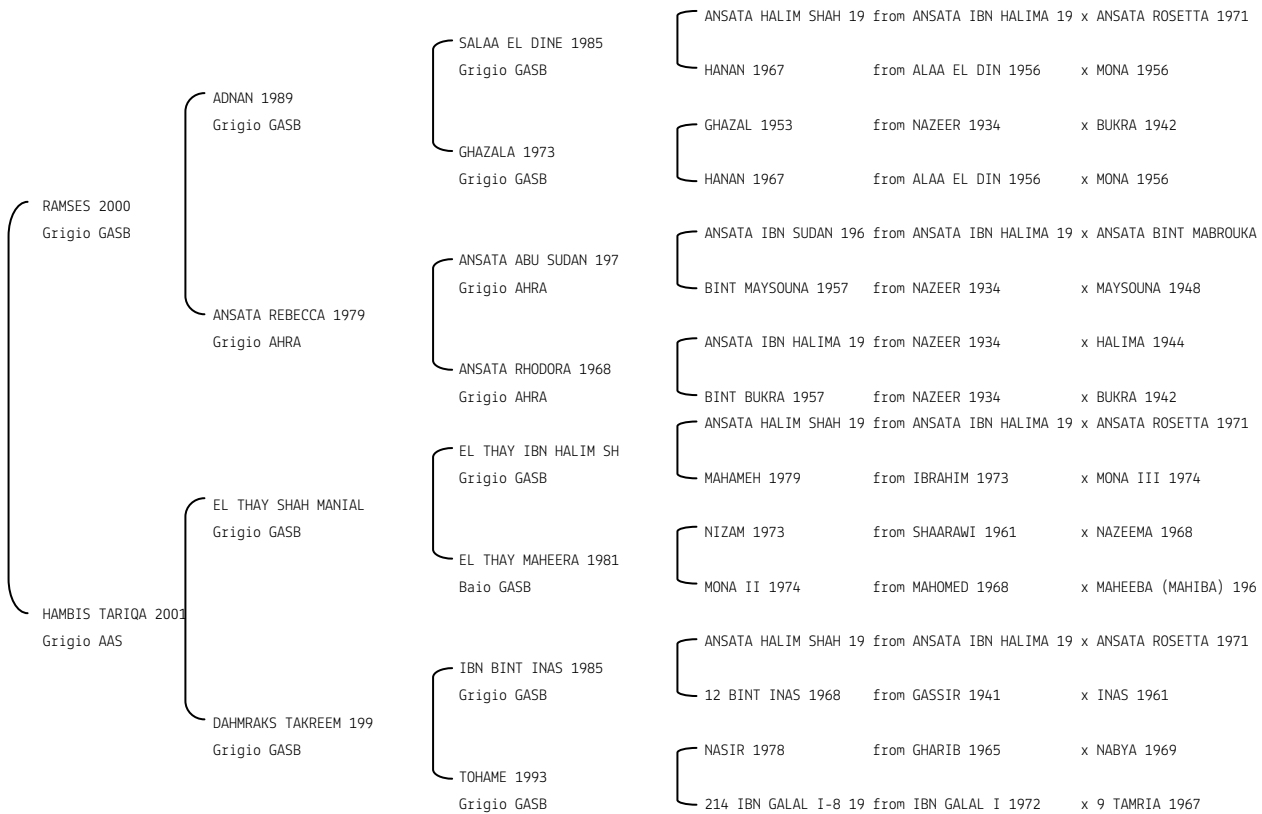 ANSATA HALIM SHAH 19 from ANSATA IBN HALIMA 19 x ANSATA ROSETTA 1971
SALAA EL DINE 1985
Grigio GASB
HANAN 1967 from ALAA EL DIN 1956 x MONA 1956
ADNAN 1989
Grigio GASB
GHAZAL 1953 from NAZEER 1934 x BUKRA 1942
GHAZALA 1973
Grigio GASB
HANAN 1967 from ALAA EL DIN 1956 x MONA 1956
RAMSES 2000
Grigio GASB
ANSATA IBN SUDAN 196 from ANSATA IBN HALIMA 19 x ANSATA BINT MABROUKA
ANSATA ABU SUDAN 197
Grigio AHRA
BINT MAYSOUNA 1957 from NAZEER 1934 x MAYSOUNA 1948
ANSATA REBECCA 1979
Grigio AHRA
ANSATA IBN HALIMA 19 from NAZEER 1934 x HALIMA 1944
ANSATA RHODORA 1968
Grigio AHRA
BINT BUKRA 1957 from NAZEER 1934 x BUKRA 1942
ANSATA HALIM SHAH 19 from ANSATA IBN HALIMA 19 x ANSATA ROSETTA 1971
EL THAY IBN HALIM SH
Grigio GASB
MAHAMEH 1979 from IBRAHIM 1973 x MONA III 1974
EL THAY SHAH MANIAL
Grigio GASB
NIZAM 1973 from SHAARAWI 1961 x NAZEEMA 1968
EL THAY MAHEERA 1981
Baio GASB
MONA II 1974 from MAHOMED 1968 x MAHEEBA (MAHIBA) 196
HAMBIS TARIQA 2001
Grigio AAS
ANSATA HALIM SHAH 19 from ANSATA IBN HALIMA 19 x ANSATA ROSETTA 1971
IBN BINT INAS 1985
Grigio GASB
12 BINT INAS 1968 from GASSIR 1941 x INAS 1961
DAHMRAKS TAKREEM 199
Grigio GASB
NASIR 1978 from GHARIB 1965 x NABYA 1969
TOHAME 1993
Grigio GASB
214 IBN GALAL I-8 19 from IBN GALAL I 1972 x 9 TAMRIA 1967